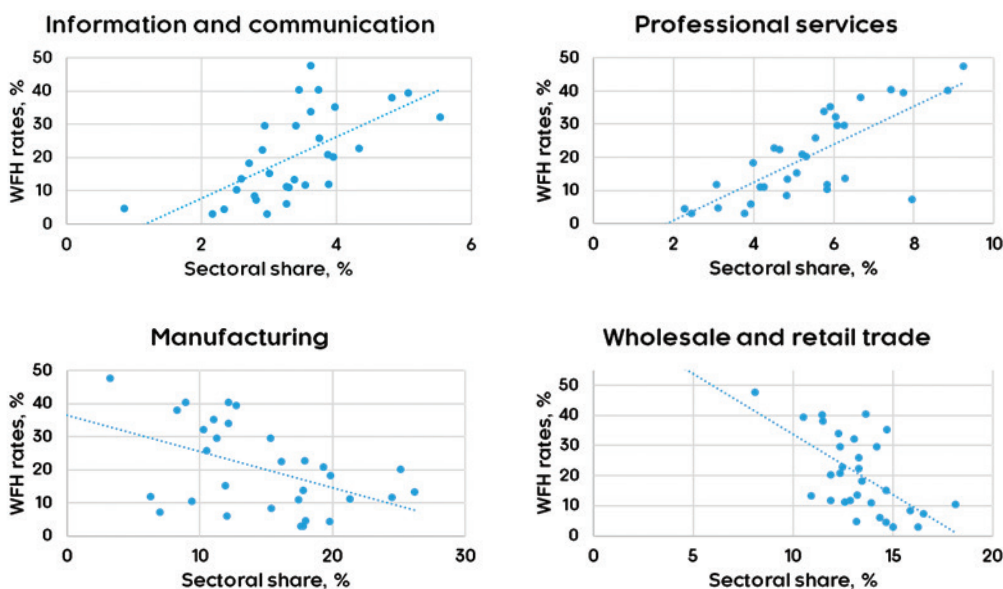 Information and communication
WFH rates, %
50
40
30
20
10
0
0 2 4 6
Sectoral share, %
Professional services
WFH rates, %
50
40
30
20
10
0
0 2 4 6 8 10
Sectoral share, %
Manufacturing
WFH rates, %
50
40
30
20
10
0
0 10 20 30
Sectoral share, %
Wholesale and retail trade
WFH rates, %
50
40
30
20
10
0
0 5 10 15 20
Sectoral share, %